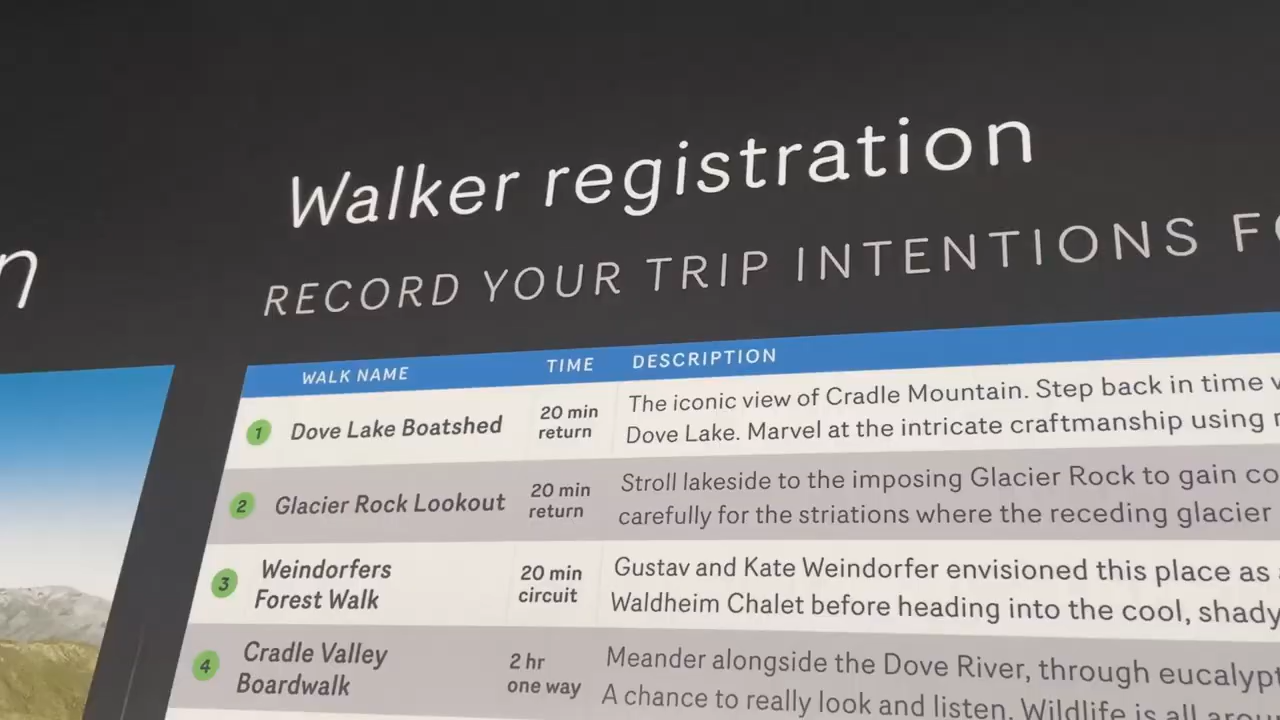 Walker registration
RECORD YOUR TRIP INTENTIONS
WALK NAME TIME DESCRIPTION
1 Dove Lake Boatshed 20 min return The iconic view of Cradle Mountain. Step back in time
Dove Lake. Marvel at the intricate craftmanship using
2 Glacier Rock Lookout 20 min return Stroll lakeside to the imposing Glacier Rock to gain
carefully for the striations where the receding glacier
3 Weindorfers Forest Walk 20 min circuit Gustav and Kate Weindorfer envisioned this place as
Waldheim Chalet before heading into the cool, shady
4 Cradle Valley Boardwalk 2 hr one way Meander alongside the Dove River, through
A chance to really look and listen. Wildlife is all